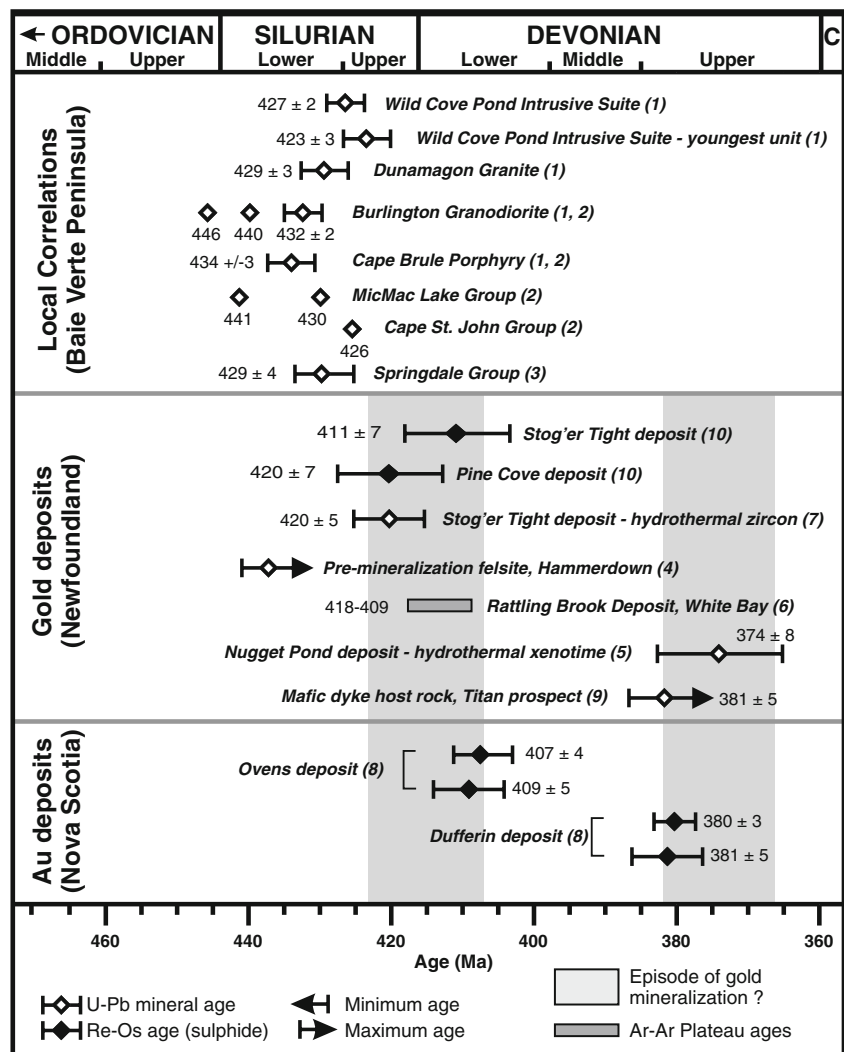 ORDOVICIAN SILURIAN DEVONIAN C
Middle Upper Lower Upper Lower Middle Upper
Local Correlations
(Baie Verte Peninsula)
427 ± 2 Wild Cove Pond Intrusive Suite (1)
423 ± 3 Wild Cove Pond Intrusive Suite - youngest unit (1)
429 ± 3 Dunamagon Granite (1)
Burlington Granodiorite (1, 2)
446 440 432 ± 2
434 +/-3 Cape Brule Porphyry (1, 2)
MicMac Lake Group (2)
441 430
Cape St. John Group (2)
426
429 ± 4 Springdale Group (3)
Gold deposits
(Newfoundland)
411 ± 7 Stog'er Tight deposit (10)
420 ± 7 Pine Cove deposit (10)
420 ± 5 Stog'er Tight deposit - hydrothermal zircon (7)
Pre-mineralization felsite, Hammerdown (4)
418-409 Rattling Brook Deposit, White Bay (6)
374 ± 8
Nugget Pond deposit - hydrothermal xenotime (5)
Mafic dyke host rock, Titan prospect (9) 381 ± 5
Au deposits
(Nova Scotia)
Ovens deposit (8) 407 ± 4
409 ± 5
Dufferin deposit (8) 380 ± 3
381 ± 5
460 440 420 400 380 360
Age (Ma)
U-Pb mineral age Minimum age Episode of gold
mineralization ?
Re-Os age (sulphide) Maximum age Ar-Ar Plateau ages